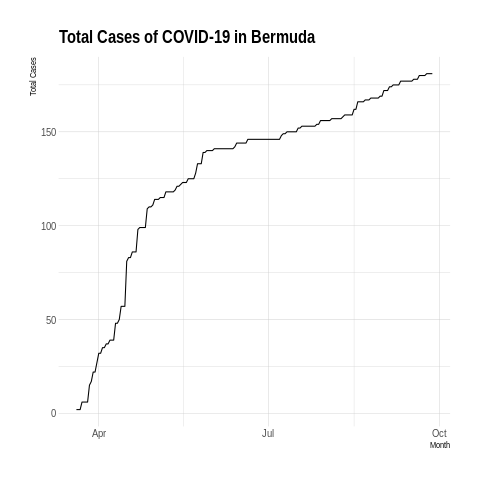 Total Cases of COVID-19 in Bermuda
Total Cases
150
100
50
0
Apr
Jul
Oct
Month